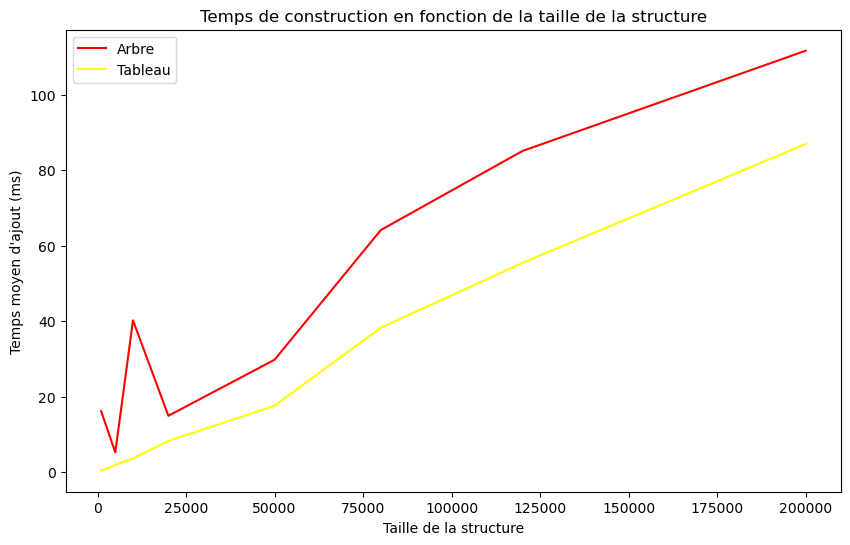 Temps de construction en fonction de la taille de la structure
Arbre
Tableau
100
80
60
40
20
0
Temps moyen d'ajout (ms)
0 25000 50000 75000 100000 125000 150000 175000 200000
Taille de la structure